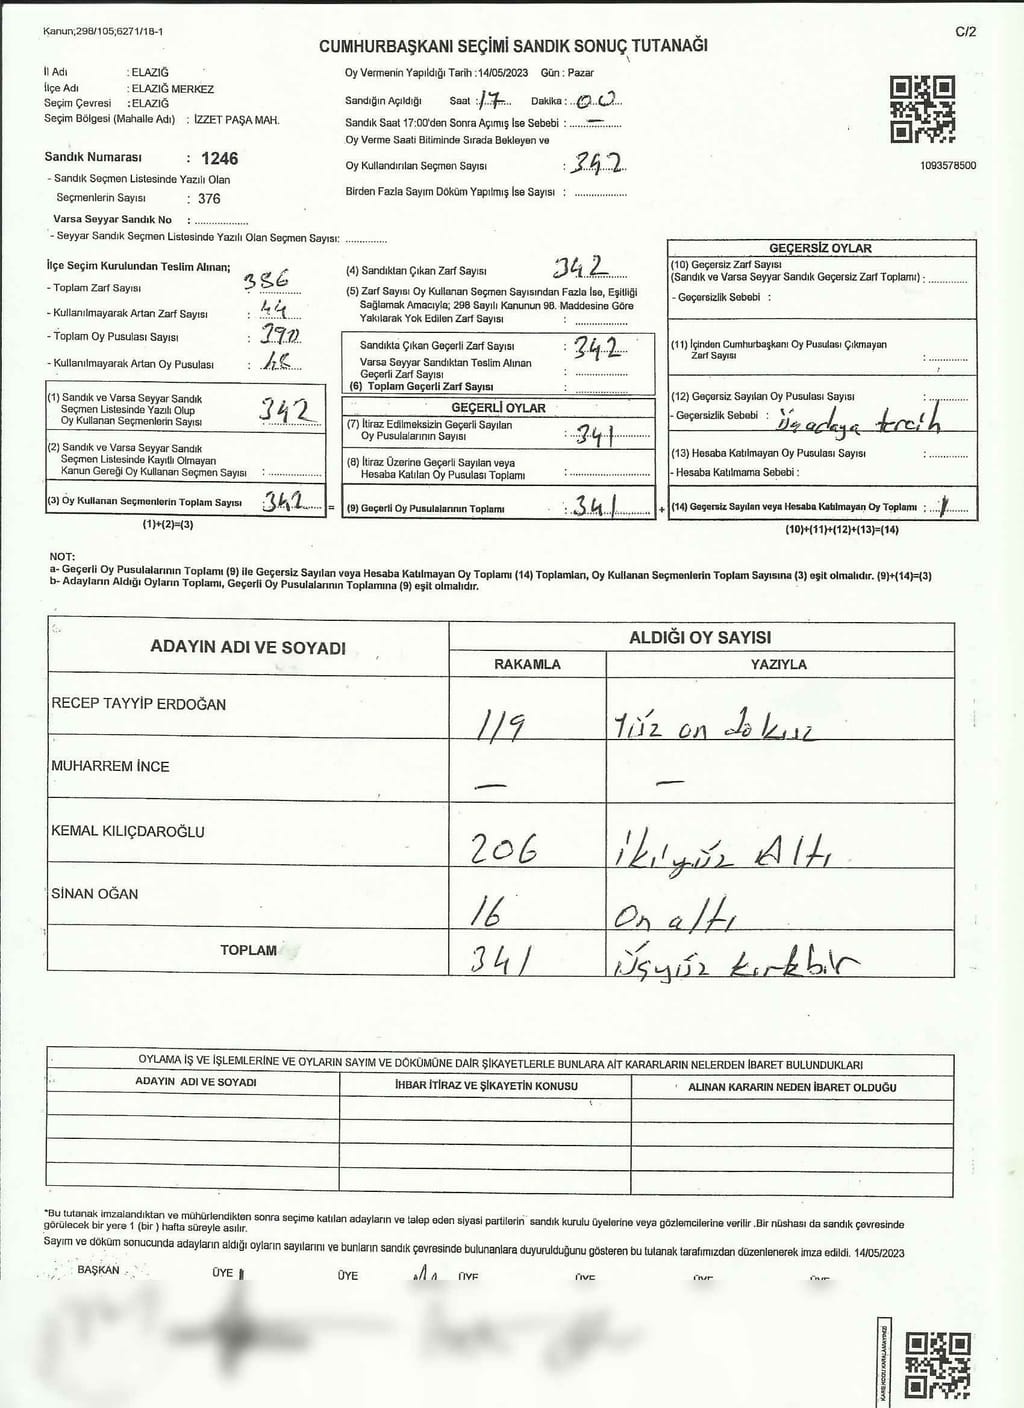 Kanun;298/105;6271/18-1
C/2
CUMHURBAŞKANI SEÇİMİ SANDIK SONUÇ TUTANAĞI
İl Adı : ELAZIĞ
İlçe Adı : ELAZIĞ MERKEZ
Seçim Çevresi : ELAZIĞ
Seçim Bölgesi (Mahalle Adı) : İZZET PAŞA MAH.
Sandık Numarası : 1246
- Sandık Seçmen Listesinde Yazılı Olan
Seçmenlerin Sayısı : 376
Varsa Seyyar Sandık No : ...................
- Seyyar Sandık Seçmen Listesinde Yazılı Olan Seçmen Sayısı: ...............
Oy Vermenin Yapıldığı Tarih :14/05/2023 Gün : Pazar
Sandığın Açıldığı Saat : 17 Dakika : 00
Sandık Saat 17:00'den Sonra Açımış İse Sebebi : —
Oy Verme Saati Bitiminde Sırada Bekleyen ve
Oy Kullandırılan Seçmen Sayısı : 342
Birden Fazla Sayım Döküm Yapılmış İse Sayısı : ...................
1093578500
İlçe Seçim Kurulundan Teslim Alınan;
- Toplam Zarf Sayısı : 386
- Kullanılmayarak Artan Zarf Sayısı : 44
- Toplam Oy Pusulası Sayısı : 390
- Kullanılmayarak Artan Oy Pusulası : 48
(1) Sandık ve Varsa Seyyar Sandık
Seçmen Listesinde Yazılı Olup
Oy Kullanan Seçmenlerin Sayısı 342
(2) Sandık ve Varsa Seyyar Sandık
Seçmen Listesinde Kayıtlı Olmayan
Kanun Gereği Oy Kullanan Seçmen Sayısı : ...................
(3) Oy Kullanan Seçmenlerin Toplam Sayısı : 342 =
(1)+(2)=(3)
(4) Sandıktan Çıkan Zarf Sayısı 342
(5) Zarf Sayısı Oy Kullanan Seçmen Sayısından Fazla İse, Eşitliği
Sağlamak Amacıyla; 298 Sayılı Kanunun 98. Maddesine Göre
Yakılarak Yok Edilen Zarf Sayısı : ...................
Sandıkta Çıkan Geçerli Zarf Sayısı : 342
Varsa Seyyar Sandıktan Teslim Alınan
Geçerli Zarf Sayısı : ...................
(6) Toplam Geçerli Zarf Sayısı : ...................
GEÇERLİ OYLAR
(7) İtiraz Edilmeksizin Geçerli Sayılan
Oy Pusulalarının Sayısı : 341
(8) İtiraz Üzerine Geçerli Sayılan veya
Hesaba Katılan Oy Pusulası Toplamı : ...................
(9) Geçerli Oy Pusulalarının Toplamı : 341 +
GEÇERSİZ OYLAR
(10) Geçersiz Zarf Sayısı
(Sandık ve Varsa Seyyar Sandık Geçersiz Zarf Toplamı) : ...............
- Geçersizlik Sebebi :
(11) İçinden Cumhurbaşkanı Oy Pusulası Çıkmayan
Zarf Sayısı : ...............
(12) Geçersiz Sayılan Oy Pusulası Sayısı : ...............
- Geçersizlik Sebebi : Üç adaya tercih
(13) Hesaba Katılmayan Oy Pusulası Sayısı : ...............
- Hesaba Katılmama Sebebi :
(14) Geçersiz Sayılan veya Hesaba Katılmayan Oy Toplamı : 1
(10)+(11)+(12)+(13)=(14)
NOT:
a- Geçerli Oy Pusulalarının Toplamı (9) ile Geçersiz Sayılan veya Hesaba Katılmayan Oy Toplamı (14) Toplamları, Oy Kullanan Seçmenlerin Toplam Sayısına (3) eşit olmalıdır. (9)+(14)=(3)
b- Adayların Aldığı Oyların Toplamı, Geçerli Oy Pusulalarının Toplamına (9) eşit olmalıdır.
ADAYIN ADI VE SOYADI ALDIĞI OY SAYISI
RAKAMLA YAZIYLA
RECEP TAYYİP ERDOĞAN 119 Yüz on dokuz
MUHARREM İNCE — —
KEMAL KILIÇDAROĞLU 206 ikiyüz Altı
SİNAN OĞAN 16 On altı
TOPLAM 341 üçyüz kırkbir
OYLAMA İŞ VE İŞLEMLERİNE VE OYLARIN SAYIM VE DÖKÜMÜNE DAİR ŞİKAYETLERLE BUNLARA AİT KARARLARIN NELERDEN İBARET BULUNDUKLARI
ADAYIN ADI VE SOYADI İHBAR İTİRAZ VE ŞİKAYETİN KONUSU ALINAN KARARIN NEDEN İBARET OLDUĞU
*Bu tutanak imzalandıktan ve mühürlendikten sonra seçime katılan adayların ve talep eden siyasi partilerin sandık kurulu üyelerine veya gözlemcilerine verilir .Bir nüshası da sandık çevresinde
görülecek bir yere 1 (bir ) hafta süreyle asılır.
Sayım ve döküm sonucunda adayların aldığı oyların sayılarını ve bunların sandık çevresinde bulunanlara duyurulduğunu gösteren bu tutanak tarafımızdan düzenlenerek imza edildi. 14/05/2023
BAŞKAN ÜYE ÜYE ÜYE ÜYE ÜYE ÜYE
KARE KODU KARALAMAYINIZ!